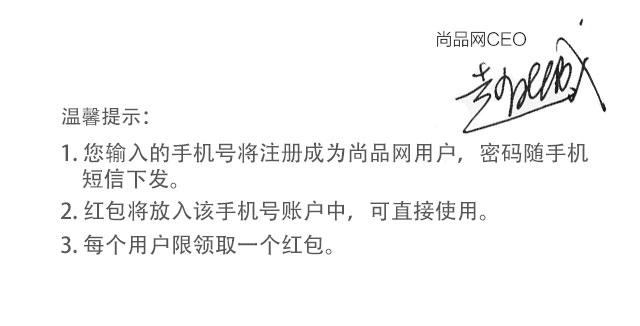 尚品网CEO
温馨提示：
1. 您输入的手机号将注册成为尚品网用户，密码随手机
短信下发。
2. 红包将放入该手机号账户中，可直接使用。
3. 每个用户限领取一个红包。